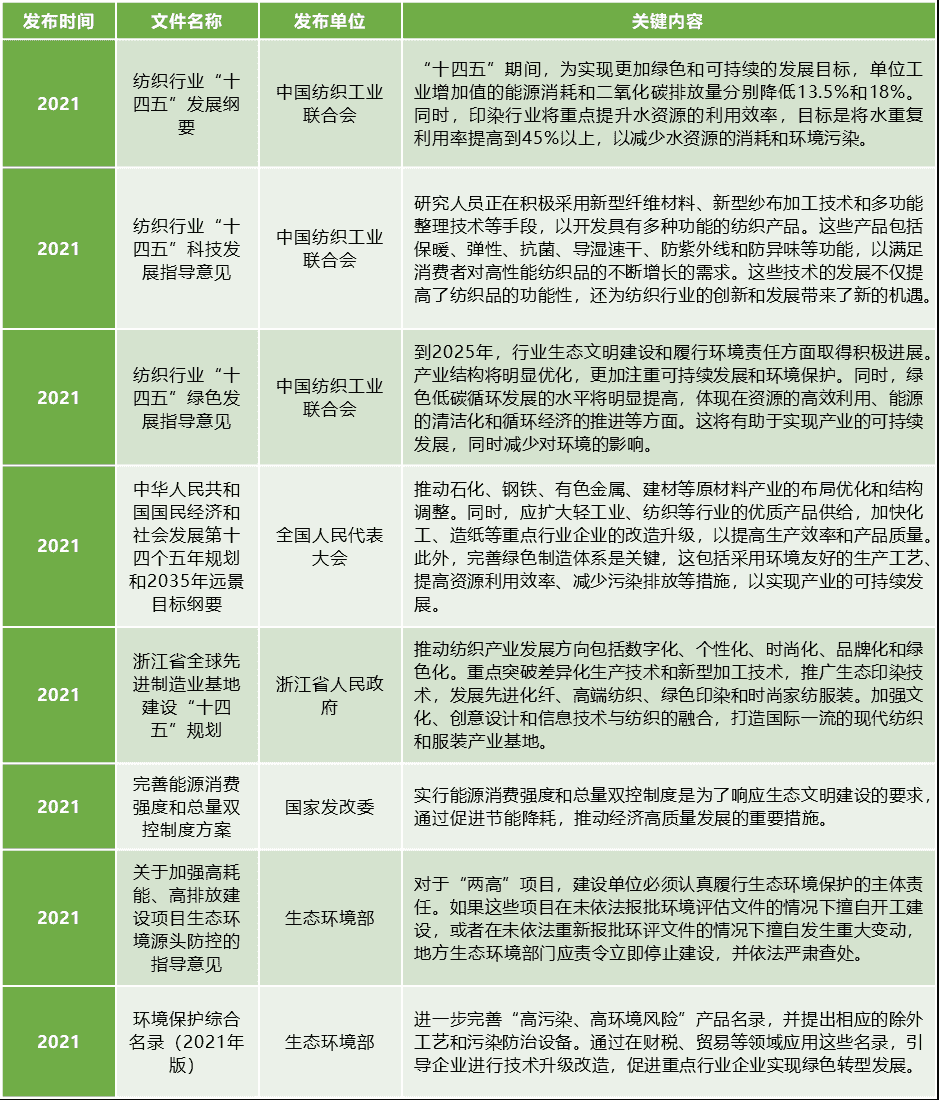 发布时间 文件名称 发布单位 关键内容
2021
纺织行业“十
四五”发展纲
要
中国纺织工业
联合会
“十四五”期间，为实现更加绿色和可持续的发展目标，单位工
业增加值的能源消耗和二氧化碳排放量分别降低13.5%和18%。
同时，印染行业将重点提升水资源的利用效率，目标是将水重复
利用率提高到45%以上，以减少水资源的消耗和环境污染。
2021
纺织行业“十
四五”科技发
展指导意见
中国纺织工业
联合会
研究人员正在积极采用新型纤维材料、新型纱布加工技术和多功能
整理技术等手段，以开发具有多种功能的纺织产品。这些产品包括
保暖、弹性、抗菌、导湿速干、防紫外线和防异味等功能，以满足
消费者对高性能纺织品的不断增长的需求。这些技术的发展不仅提
高了纺织品的功能性，还为纺织行业的创新和发展带来了新的机遇。
2021
纺织行业“十
四五”绿色发
展指导意见
中国纺织工业
联合会
到2025年，行业生态文明建设和履行环境责任方面取得积极进展。
产业结构将明显优化，更加注重可持续发展和环境保护。同时，绿
色低碳循环发展的水平将明显提高，体现在资源的高效利用、能源
的清洁化和循环经济的推进等方面。这将有助于实现产业的可持续
发展，同时减少对环境的影响。
2021
中华人民共和
国国民经济和
社会发展第十
四个五年规划
和2035年远景
目标纲要
全国人民代表
大会
推动石化、钢铁、有色金属、建材等原材料产业的布局优化和结构
调整。同时，应扩大轻工业、纺织等行业的优质产品供给，加快化
工、造纸等重点行业企业的改造升级，以提高生产效率和产品质量。
此外，完善绿色制造体系是关键，这包括采用环境友好的生产工艺、
提高资源利用效率、减少污染排放等措施，以实现产业的可持续发
展。
2021
浙江省全球先
进制造业基地
建设“十四
五”规划
浙江省人民政
府
推动纺织产业发展方向包括数字化、个性化、时尚化、品牌化和绿
色化。重点突破差异化生产技术和新型加工技术，推广生态印染技
术，发展先进化纤、高端纺织、绿色印染和时尚家纺服装。加强文
化、创意设计和信息技术与纺织的融合，打造国际一流的现代纺织
和服装产业基地。
2021
完善能源消费
强度和总量双
控制度方案
国家发改委
实行能源消费强度和总量双控制度是为了响应生态文明建设的要求，
通过促进节能降耗，推动经济高质量发展的重要措施。
2021
关于加强高耗
能、高排放建
设项目生态环
境源头防控的
指导意见
生态环境部
对于“两高”项目，建设单位必须认真履行生态环境保护的主体责
任。如果这些项目在未依法报批环境评估文件的情况下擅自开工建
设，或者在未依法重新报批环评文件的情况下擅自发生重大变动，
地方生态环境部门应责令立即停止建设，并依法严肃查处。
2021
环境保护综合
名录（2021年
版）
生态环境部
进一步完善“高污染、高环境风险”产品名录，并提出相应的除外
工艺和污染防治设备。通过在财税、贸易等领域应用这些名录，引
导企业进行技术升级改造，促进重点行业企业实现绿色转型发展。